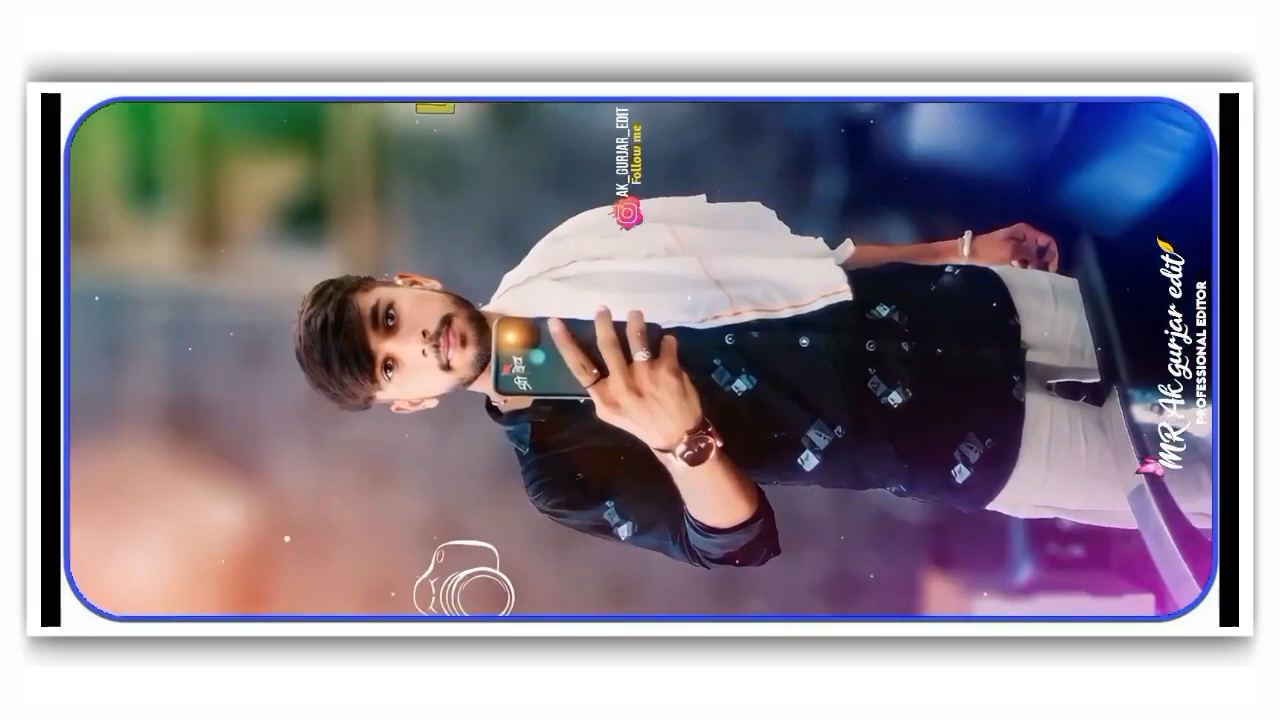 AK_GURJAR_EDIT
Follow me
श्री देव
MR Ak gurjar edit
PROFESSIONAL EDITOR